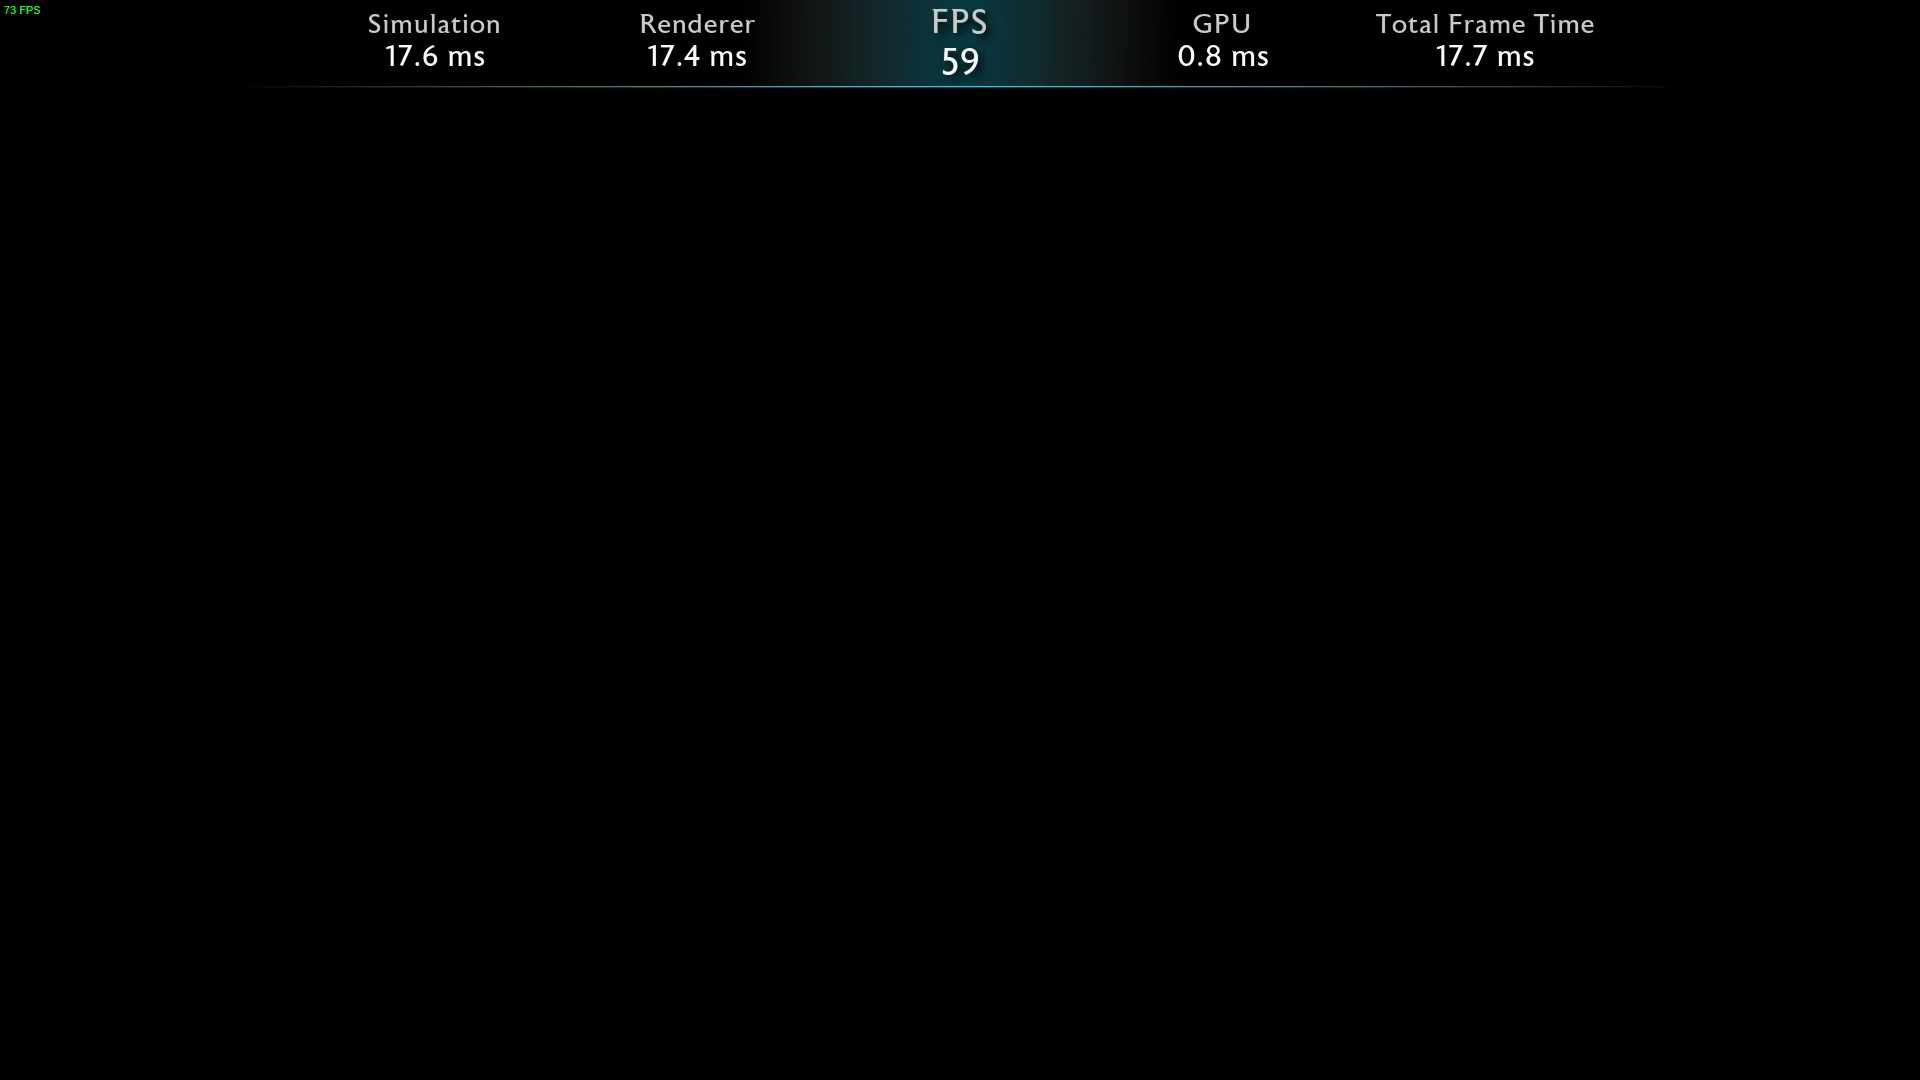 73 FPS
Simulation
17.6 ms
Renderer
17.4 ms
FPS
59
GPU
0.8 ms
Total Frame Time
17.7 ms